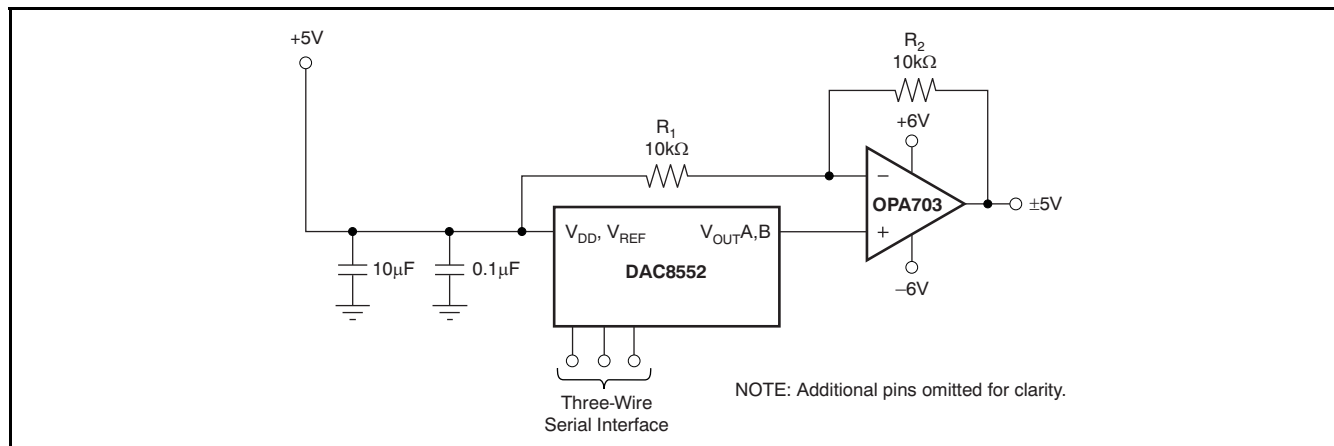 +5V
R2
10kΩ
+6V
R1
10kΩ
–
OPA703
±5V
+
–6V
VDD, VREF
VOUTA,B
DAC8552
10μF
0.1μF
Three-Wire
Serial Interface
NOTE: Additional pins omitted for clarity.